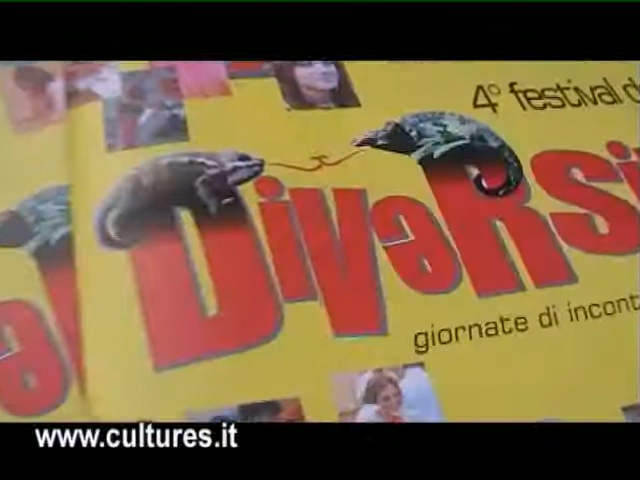 4° festival d
DivəRsi
giornate di incont
www.cultures.it